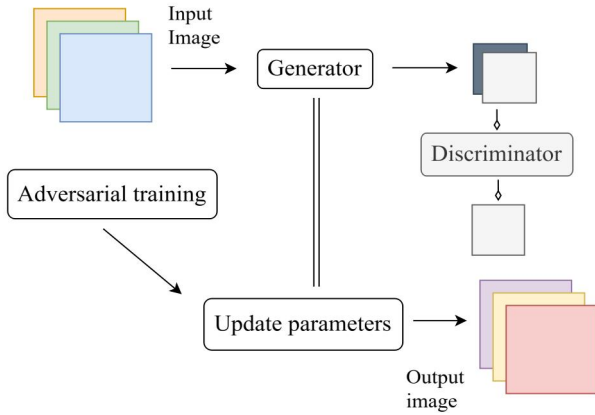 Input
Image
Generator
Discriminator
Adversarial training
Update parameters
Output
image